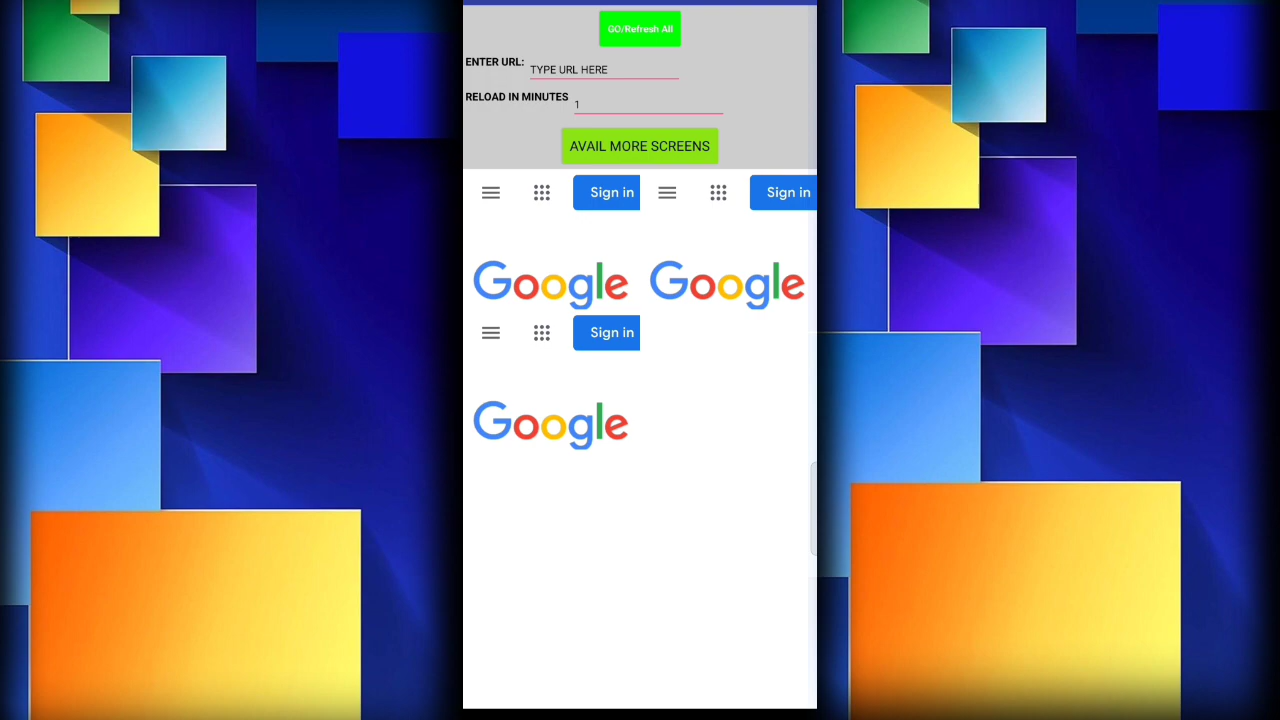 GO/Refresh All
ENTER URL: TYPE URL HERE
RELOAD IN MINUTES 1
AVAIL MORE SCREENS
Sign in Sign in
Google Google
Sign in
Google